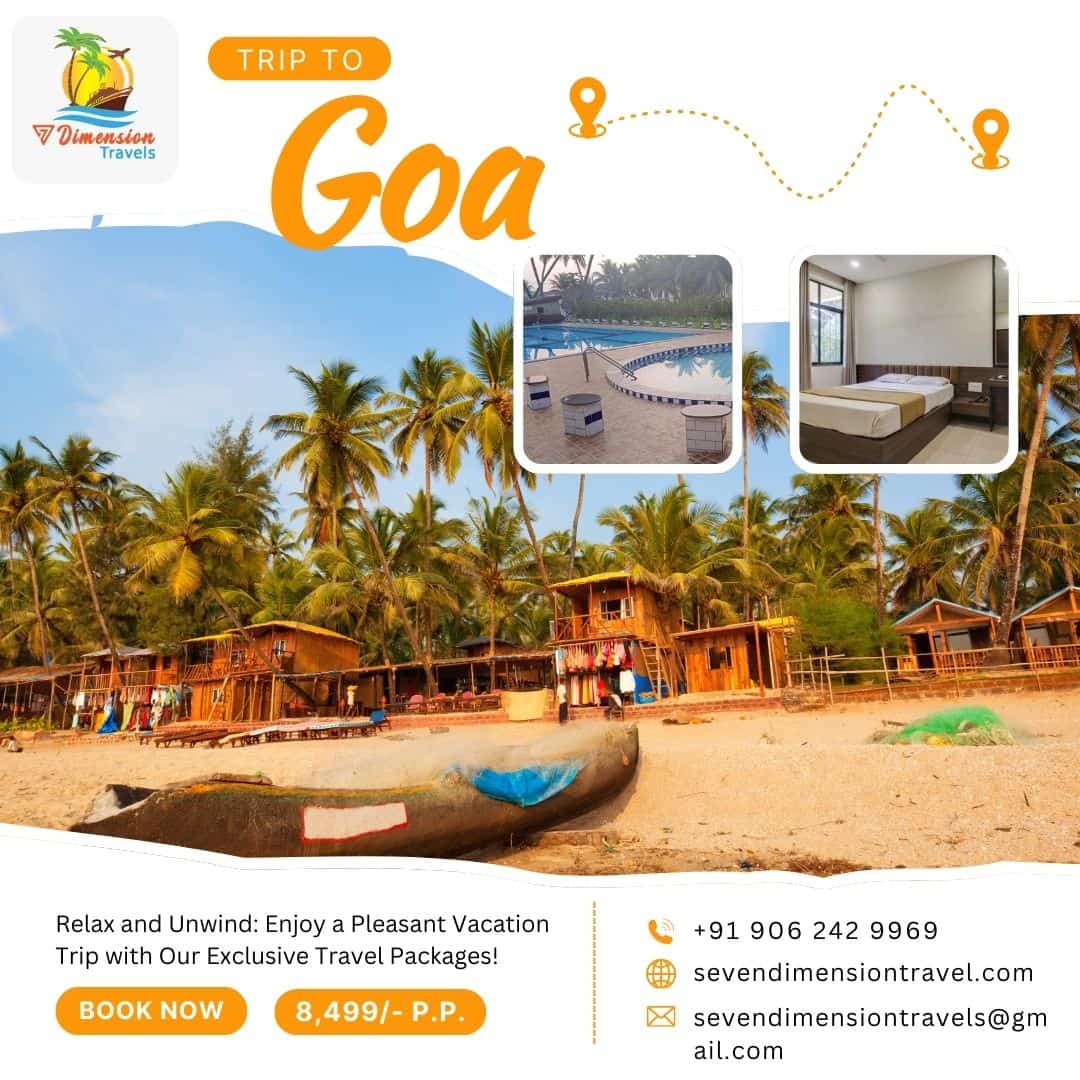 7 Dimension
Travels
TRIP TO
Goa
Relax and Unwind: Enjoy a Pleasant Vacation
Trip with Our Exclusive Travel Packages!
BOOK NOW
8,499/- P.P.
+91 906 242 9969
sevendimensiontravel.com
sevendimensiontravels@gm
ail.com